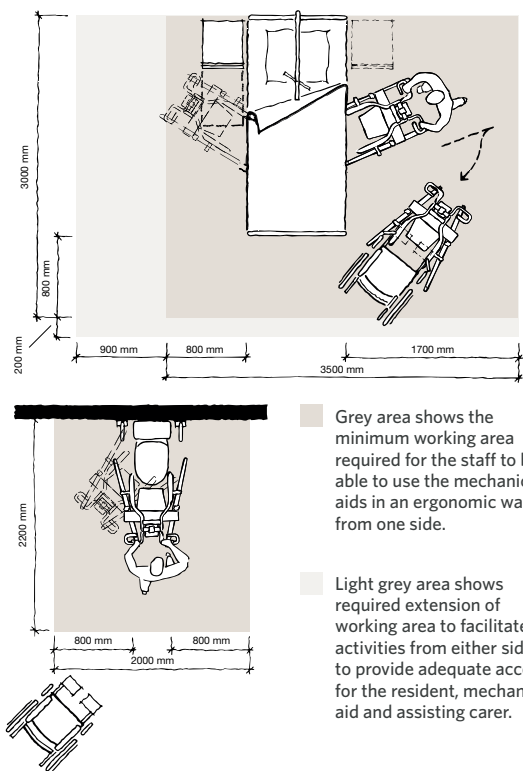 3000 mm
800 mm
200 mm
900 mm
800 mm
1700 mm
3500 mm
2200 mm
800 mm
800 mm
2000 mm
Grey area shows the
minimum working area
required for the staff to
able to use the mechanic
aids in an ergonomic wa
from one side.
Light grey area shows
required extension of
working area to facilitate
activities from either sid
to provide adequate acc
for the resident, mechan
aid and assisting carer.